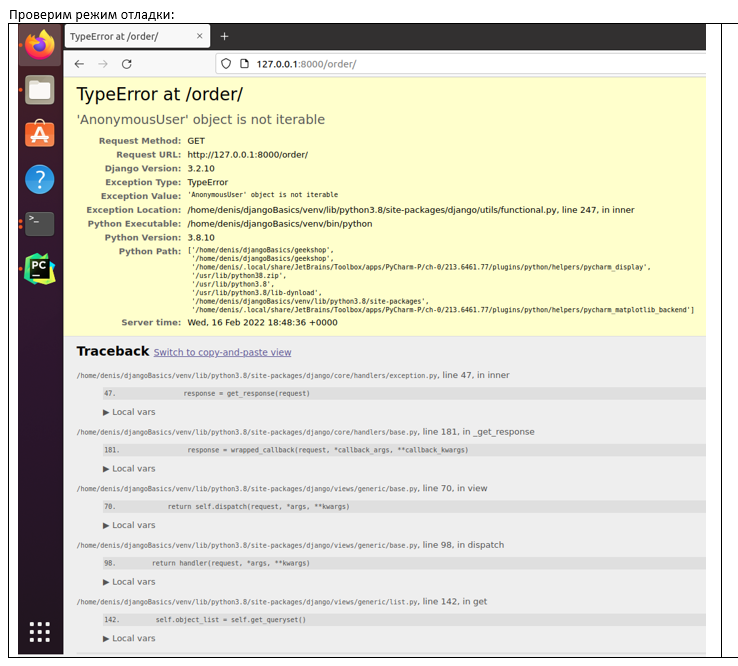 Проверим режим отладки:
TypeError at /order/ × +
127.0.0.1:8000/order/
TypeError at /order/
'AnonymousUser' object is not iterable
Request Method: GET
Request URL: http://127.0.0.1:8000/order/
Django Version: 3.2.10
Exception Type: TypeError
Exception Value: 'AnonymousUser' object is not iterable
Exception Location: /home/denis/djangoBasics/venv/lib/python3.8/site-packages/django/utils/functional.py, line 247, in inner
Python Executable: /home/denis/djangoBasics/venv/bin/python
Python Version: 3.8.10
Python Path: ['/home/denis/djangoBasics/geekshop',
'/home/denis/djangoBasics/geekshop',
'/home/denis/.local/share/JetBrains/Toolbox/apps/PyCharm-P/ch-0/213.6461.77/plugins/python/helpers/pycharm_display',
'/usr/lib/python38.zip',
'/usr/lib/python3.8',
'/usr/lib/python3.8/lib-dynload',
'/home/denis/djangoBasics/venv/lib/python3.8/site-packages',
'/home/denis/.local/share/JetBrains/Toolbox/apps/PyCharm-P/ch-0/213.6461.77/plugins/python/helpers/pycharm_matplotlib_backend']
Server time: Wed, 16 Feb 2022 18:48:36 +0000
Traceback Switch to copy-and-paste view
/home/denis/djangoBasics/venv/lib/python3.8/site-packages/django/core/handlers/exception.py, line 47, in inner
47. response = get_response(request)
▶ Local vars
/home/denis/djangoBasics/venv/lib/python3.8/site-packages/django/core/handlers/base.py, line 181, in _get_response
181. response = wrapped_callback(request, *callback_args, **callback_kwargs)
▶ Local vars
/home/denis/djangoBasics/venv/lib/python3.8/site-packages/django/views/generic/base.py, line 70, in view
70. return self.dispatch(request, *args, **kwargs)
▶ Local vars
/home/denis/djangoBasics/venv/lib/python3.8/site-packages/django/views/generic/base.py, line 98, in dispatch
98. return handler(request, *args, **kwargs)
▶ Local vars
/home/denis/djangoBasics/venv/lib/python3.8/site-packages/django/views/generic/list.py, line 142, in get
142. self.object_list = self.get_queryset()
▶ Local vars
PC